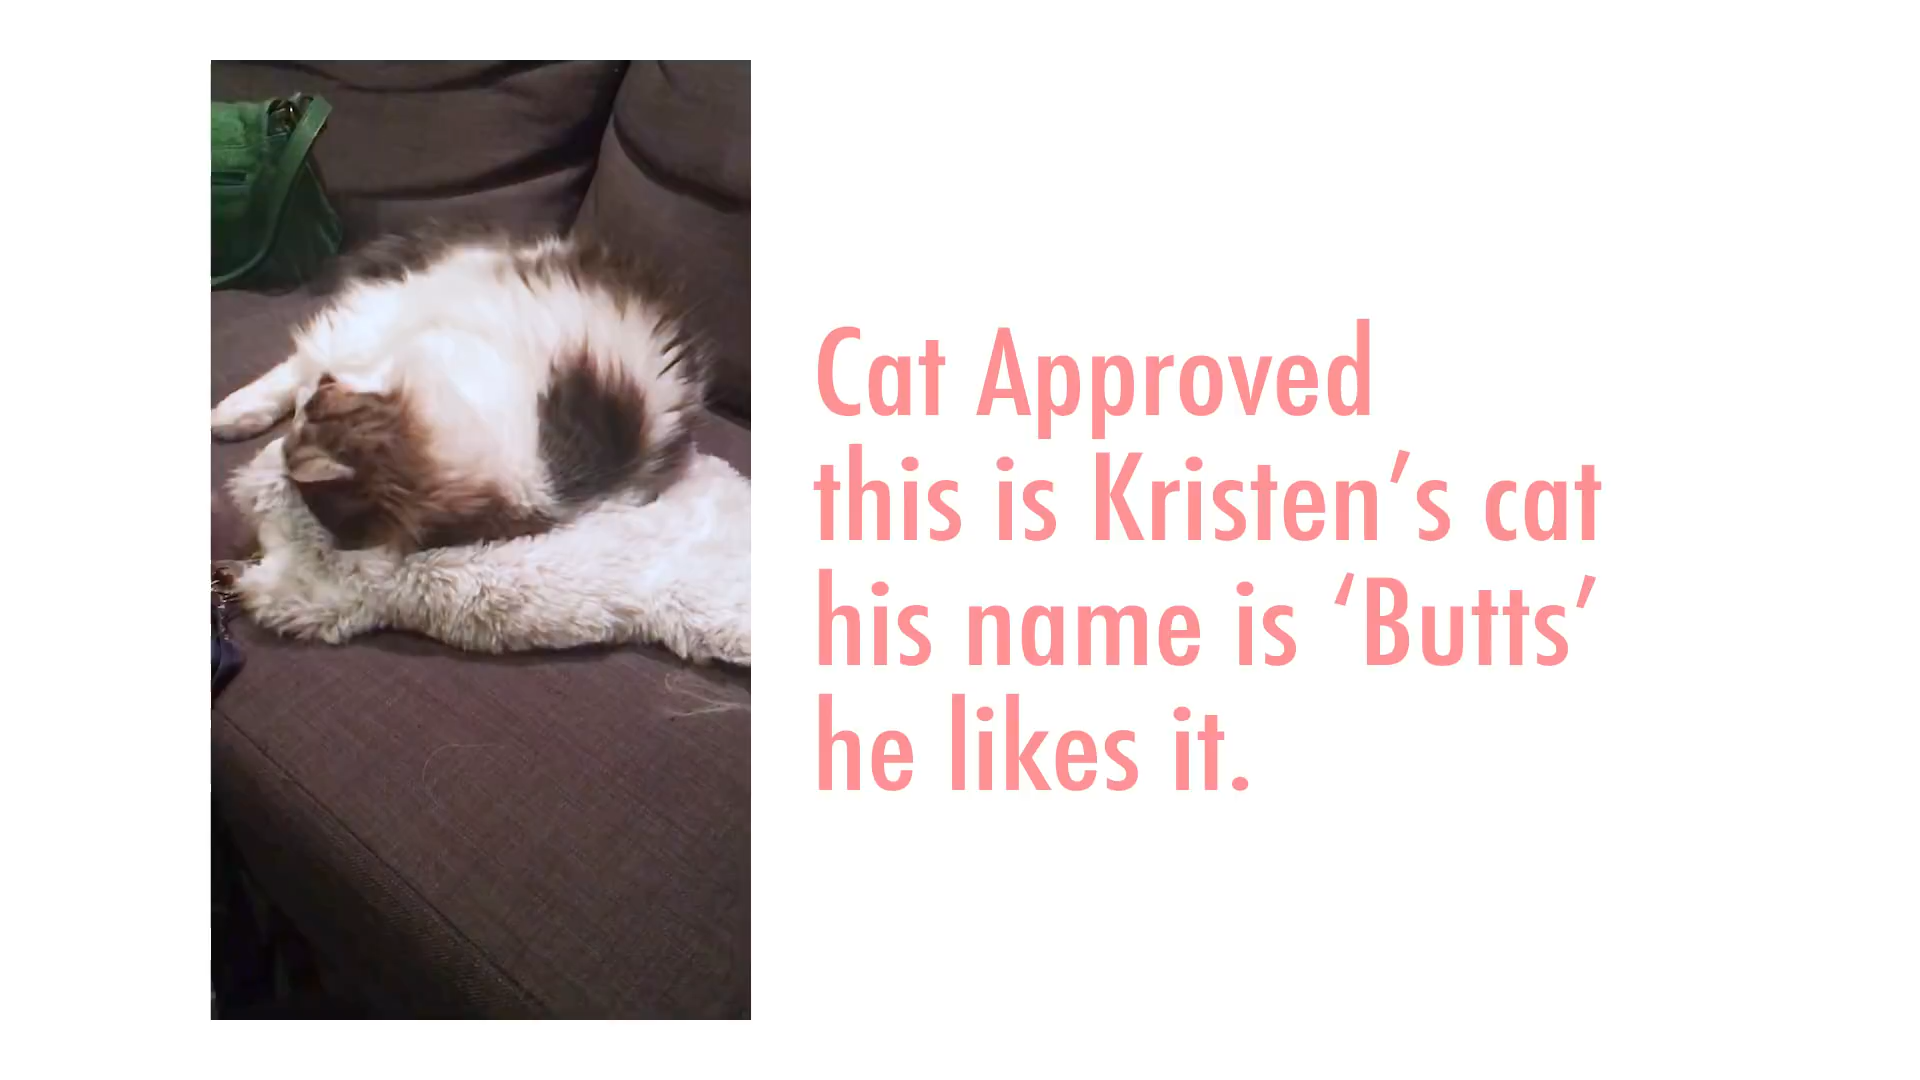 Cat Approved
this is Kristen’s cat
his name is ‘Butts’
he likes it.